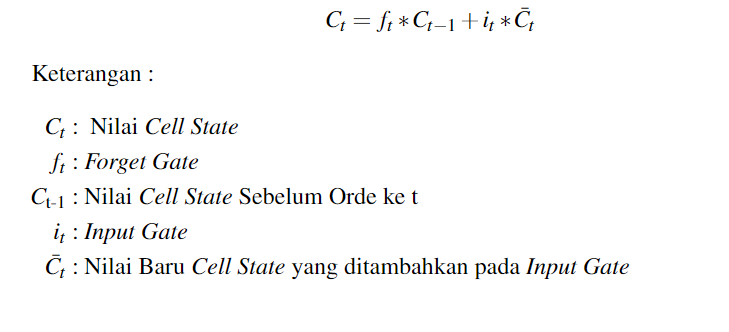 Cₜ = fₜ ∗ Cₜ₋₁ + iₜ ∗ C̄ₜ
Keterangan :
Cₜ : Nilai Cell State
fₜ : Forget Gate
Cₜ₋₁ : Nilai Cell State Sebelum Orde ke t
iₜ : Input Gate
C̄ₜ : Nilai Baru Cell State yang ditambahkan pada Input Gate